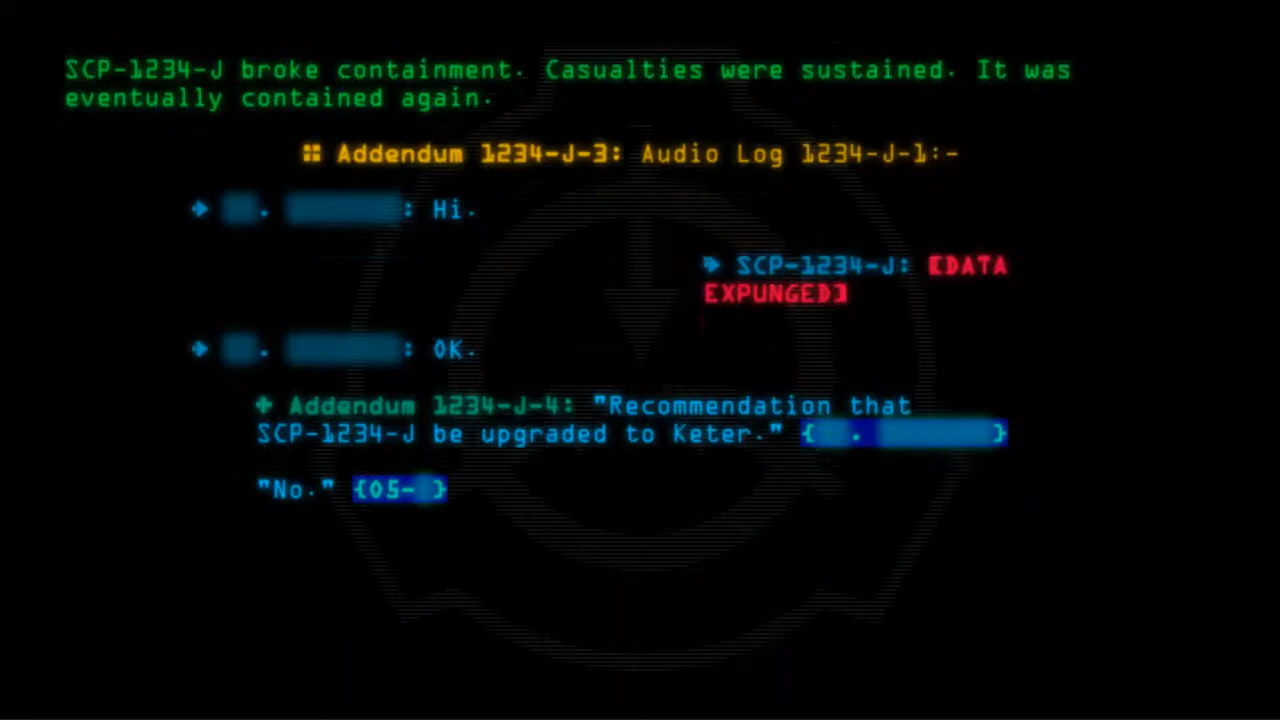 SCP-1234-J broke containment. Casualties were sustained. It was
eventually contained again.
Addendum 1234-J-3: Audio Log 1234-J-1:-
. : Hi.
SCP-1234-J: [DATA
EXPUNGED]
. : OK.
Addendum 1234-J-4: "Recommendation that
SCP-1234-J be upgraded to Keter." { . }
"No." {O5- }